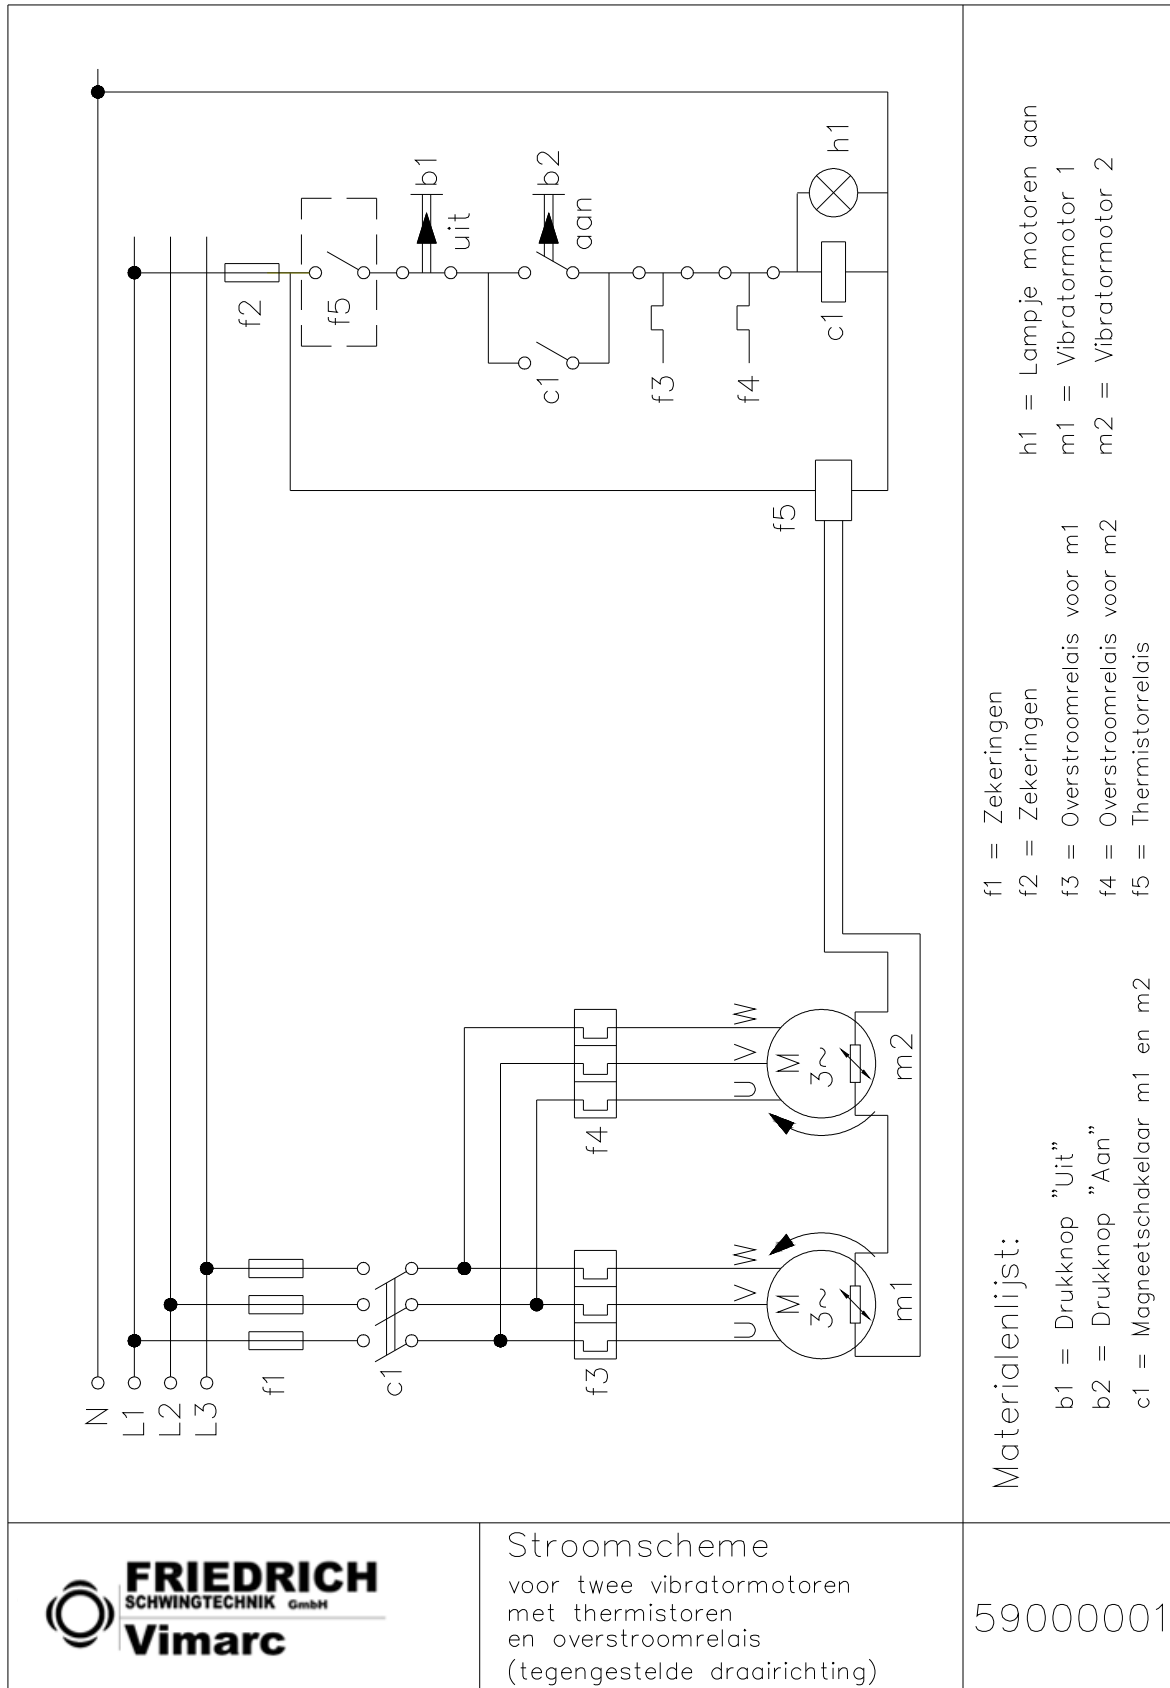 N
L1
L2
L3
f1
c1
f3
f4
U
V
W
U
V
W
M
3~
m1
M
3~
m2
f2
f5
b1
uit
b2
aan
c1
f3
f4
h1
c1
f5
Materialenlijst:
b1 = Drukknop "Uit"
b2 = Drukknop "Aan"
c1 = Magneetschakelaar m1 en m2
f1 = Zekeringen
f2 = Zekeringen
f3 = Overstroomrelais voor m1
f4 = Overstroomrelais voor m2
f5 = Thermistorrelais
h1 = Lampje motoren aan
m1 = Vibratormotor 1
m2 = Vibratormotor 2
FRIEDRICH
SCHWINGTECHNIK GmbH
Vimarc
Stroomscheme
voor twee vibratormotoren
met thermistoren
en overstroomrelais
(tegengestelde draairichting)
59000001